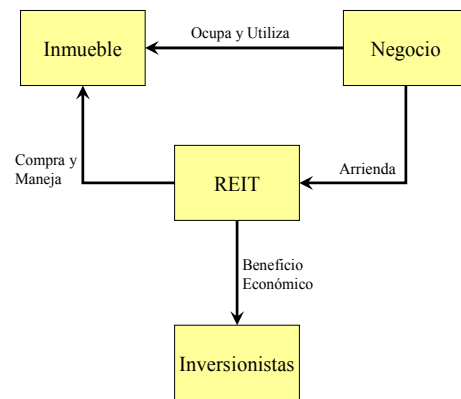 Ocupa y Utiliza
Inmueble
Negocio
Compra y
Maneja
REIT
Arrienda
Beneficio
Económico
Inversionistas